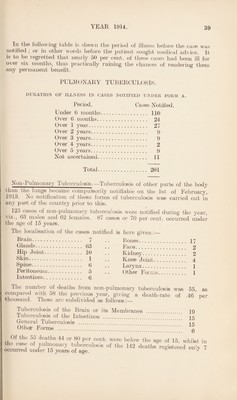 YEAR 1914. 39
In the following table is shewn the period of illness before the case was
notified ; or in other words before the patient sought medical advice. It
is to be regretted that nearly 50 per cent. of these cases had been ill for
over six months, thus practically ruining the chances of rendering them
any permanent benefit.
PULMONARY TUBERCULOSIS.
DURATION OF ILLNESS IN CASES NOTIFIED UNDER FORM A.
Period. Cases Notified.
Under 6 months 110
Over 6 months 24
Over 1 year 27
Over 2 years 9
Over 3 years 9
Over 4 years 2
Over 5 years 9
Not ascertained 11
Total 201
Non-Pulmonary Tuberculosis.—Tuberculosis of other parts of the body
than the lungs became compulsorily notifiable on the 1st of February,
1913. No notification of these forms of tuberculosis was carried out in
any part of the country prior to this.
125 cases of non-pulmonary tuberculosis were notified during the year,
viz., 63 males and 62 females. 87 cases or 70 per cent. occurred under
the age of 15 years.
The localisation of the cases notified is here given:—
Brain 7 Bones 17
Glands 63 Face 2
Hip Joint 10 Kidney 2
Skin 1 Knee Joint 4
Spine 6 Larynx 1
Peritoneum 5 Other Forms 1
Intestines 6
The number of deaths from non-pulmonary tuberculosis was 55, as
compared with 58 the previous year, giving a death-rate of .46 per
thousand. These are subdivided as follows:—
Tuberculosis of the Brain or its Membranes 19
Tuberculosis of the Intestines 15
General Tuberculosis 15
Other Forms 6
Of the 55 deaths 44 or 80 per cent. were below the age of 15, whilst in
the case of pulmonary tuberculosis of the 142 deaths registered only 7
occurred under 15 years of age.